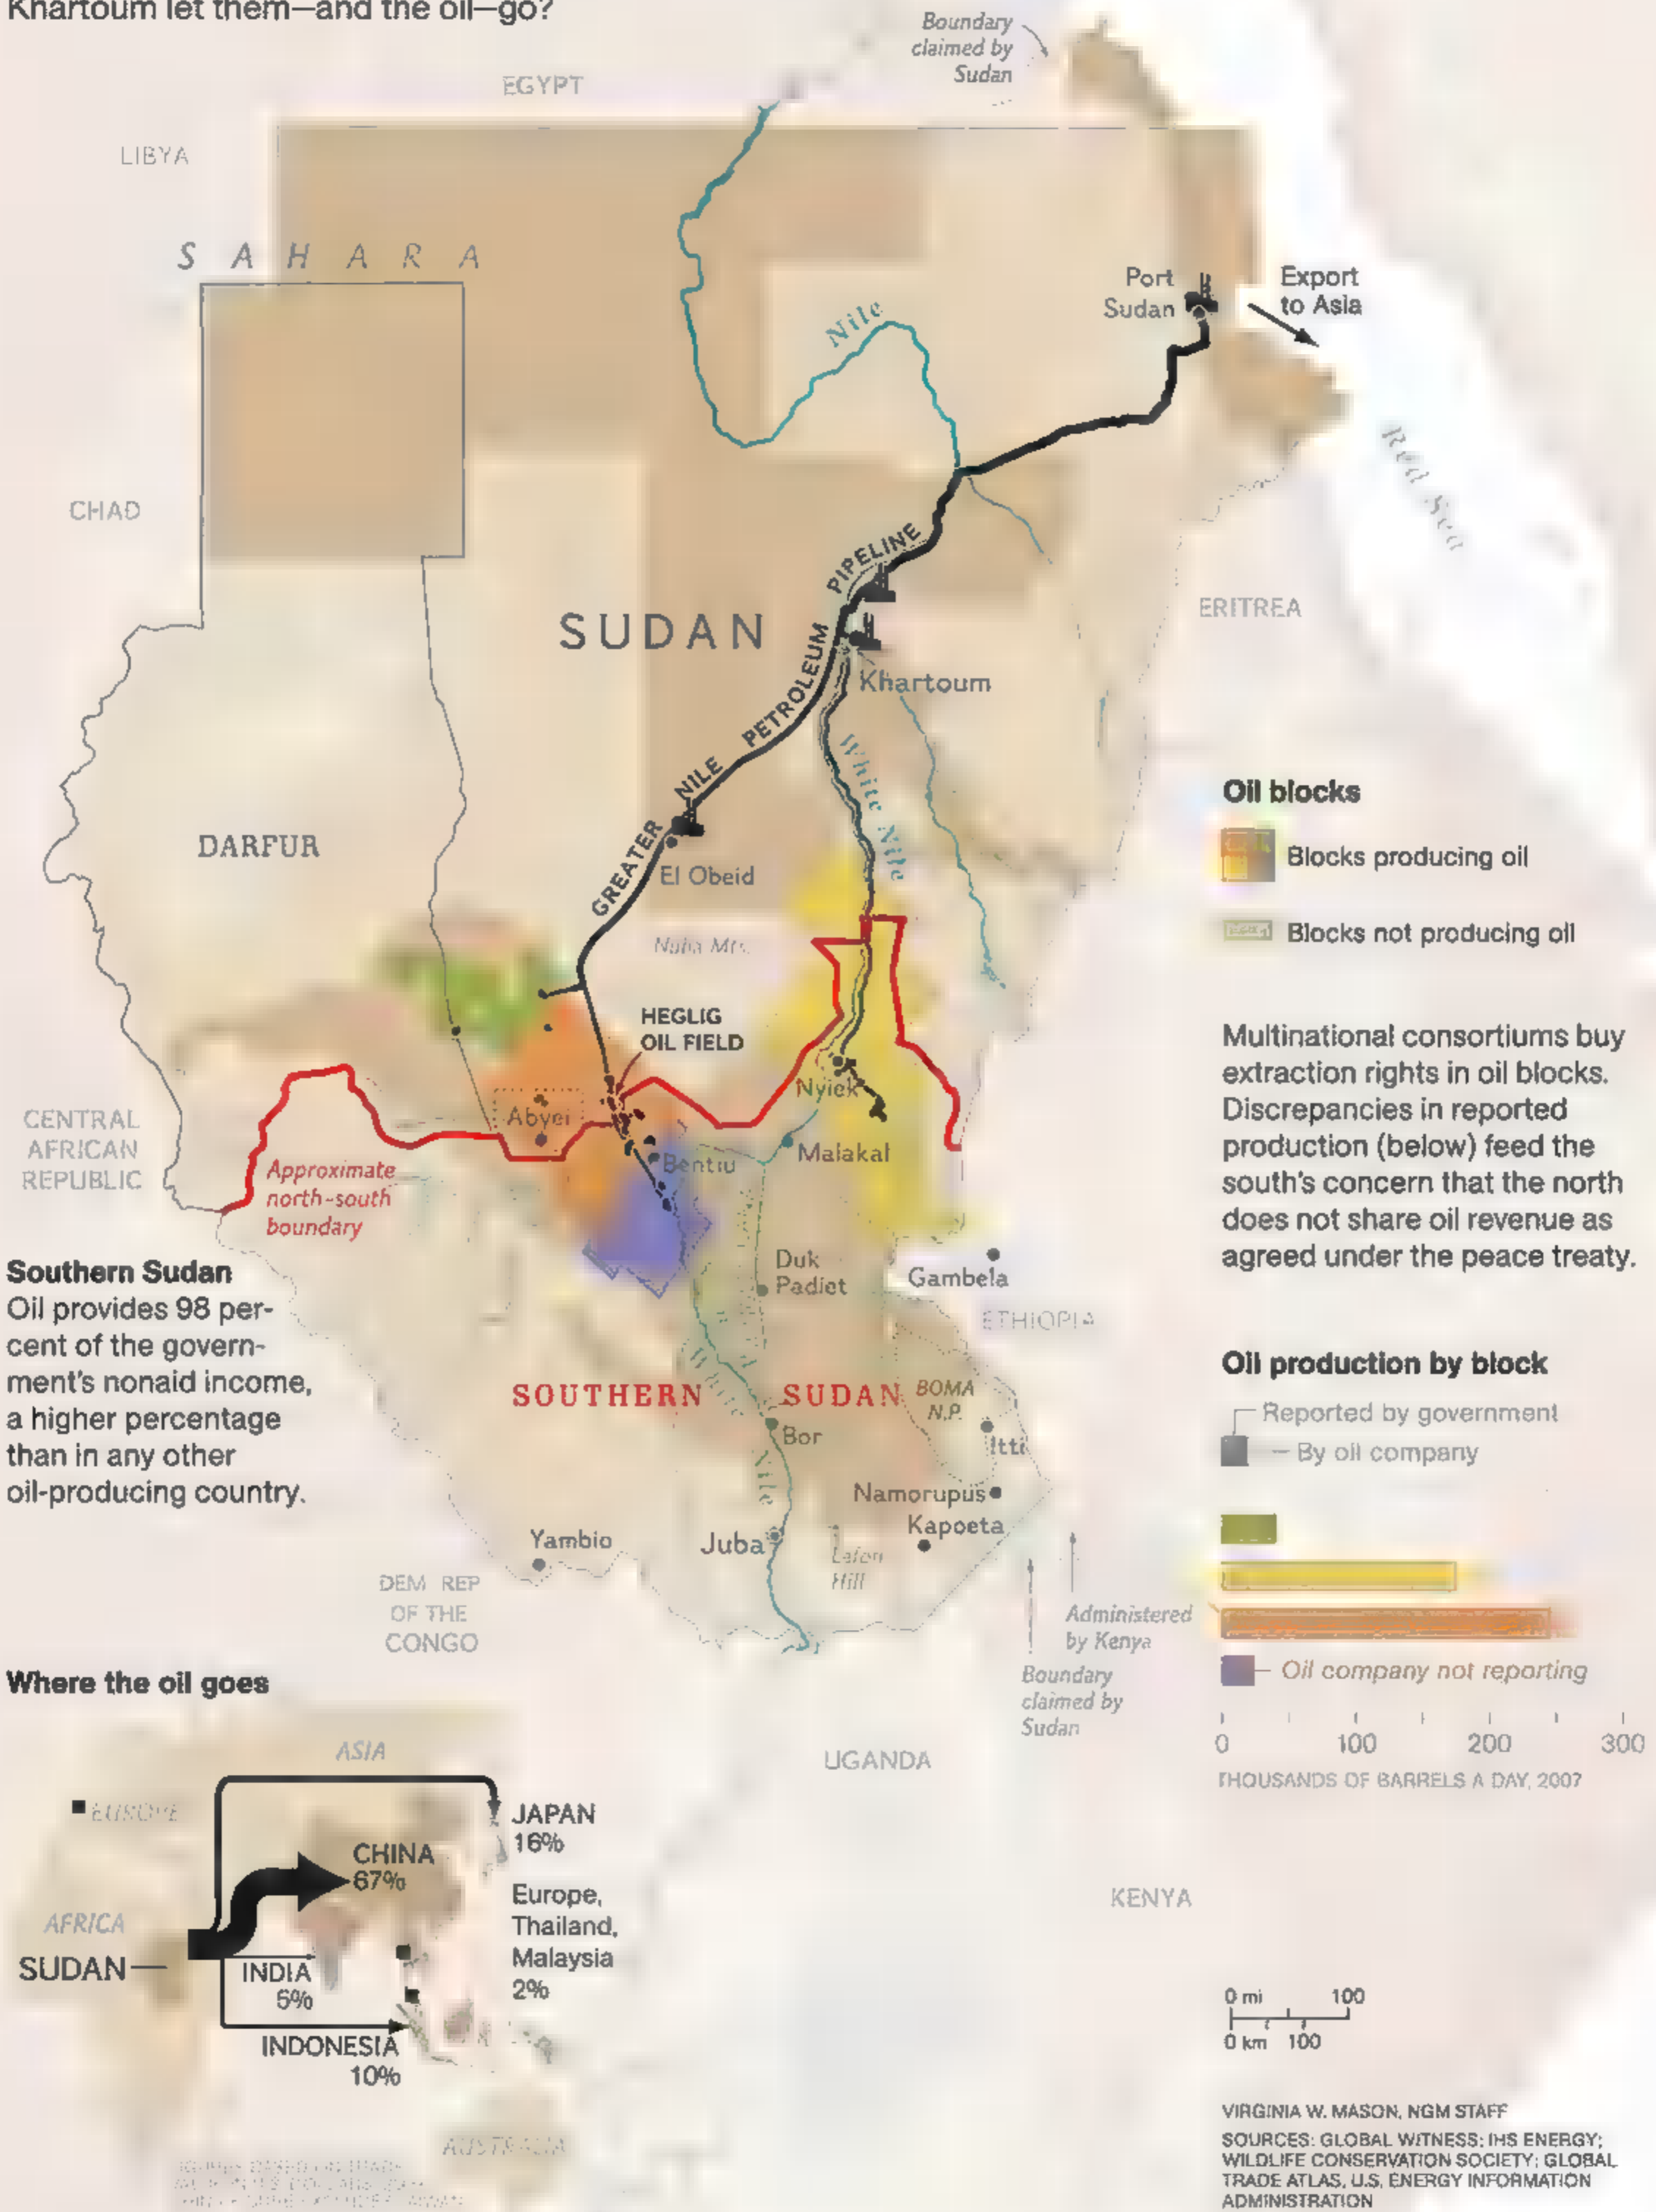 Khartoum let them—and the oil—go?
Boundary
claimed by
Sudan
EGYPT
LIBYA
SAHARA
Port
Sudan
Export
to Asia
Nile
Red Sea
CHAD
PIPELINE
SUDAN
ERITREA
PETROLEUM
Khartoum
NILE
White Nile
DARFUR
GREATER
El Obeid
Nuba Mts.
HEGLIG
OIL FIELD
Nyiek
Abyei
CENTRAL
AFRICAN
REPUBLIC
Approximate
north-south
boundary
Bentiu
Malakal
Duk
Padiet
Gambela
ETHIOPIA
White
SOUTHERN SUDAN
BOMA
N.P.
Bor
Itti
Nile
Namorupus
Kapoeta
Yambio
Juba
Lafon
Hill
DEM REP
OF THE
CONGO
Administered
by Kenya
Boundary
claimed by
Sudan
UGANDA
KENYA
Oil blocks
Blocks producing oil
Blocks not producing oil
Multinational consortiums buy
extraction rights in oil blocks.
Discrepancies in reported
production (below) feed the
south's concern that the north
does not share oil revenue as
agreed under the peace treaty.
Southern Sudan
Oil provides 98 per-
cent of the govern-
ment's nonaid income,
a higher percentage
than in any other
oil-producing country.
Oil production by block
Reported by government
By oil company
Oil company not reporting
0 100 200 300
THOUSANDS OF BARRELS A DAY, 2007
Where the oil goes
ASIA
EUROPE
JAPAN
16%
CHINA
67%
Europe,
Thailand,
Malaysia
2%
AFRICA
SUDAN
INDIA
5%
INDONESIA
10%
AUSTRALIA
0 mi 100
0 km 100
VIRGINIA W. MASON, NGM STAFF
SOURCES: GLOBAL WITNESS; IHS ENERGY;
WILDLIFE CONSERVATION SOCIETY; GLOBAL
TRADE ATLAS, U.S. ENERGY INFORMATION
ADMINISTRATION